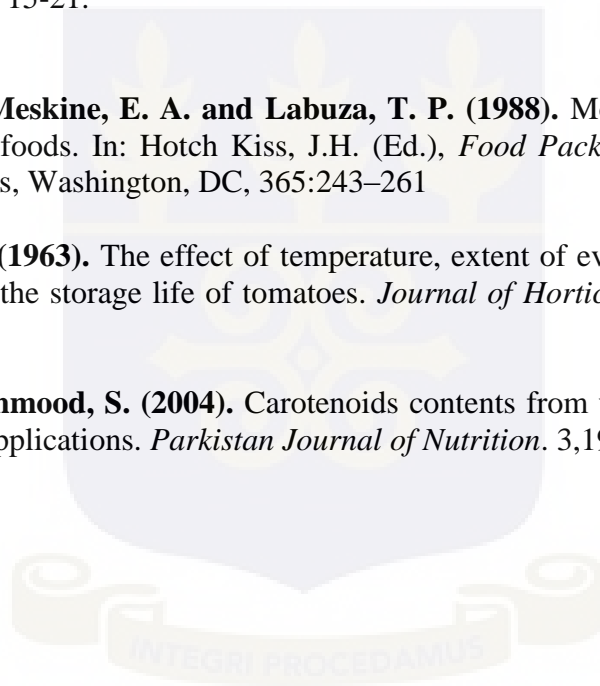 15-21.
Meskine, E. A. and Labuza, T. P. (1988).
foods. In: Hotch Kiss, J.H. (Ed.), Food Pack
s, Washington, DC, 365:243–261
(1963). The effect of temperature, extent of ev
the storage life of tomatoes. Journal of Hortic
hmood, S. (2004). Carotenoids contents from
pplications. Parkistan Journal of Nutrition. 3,19
INTEGRI PROCEDAMUS